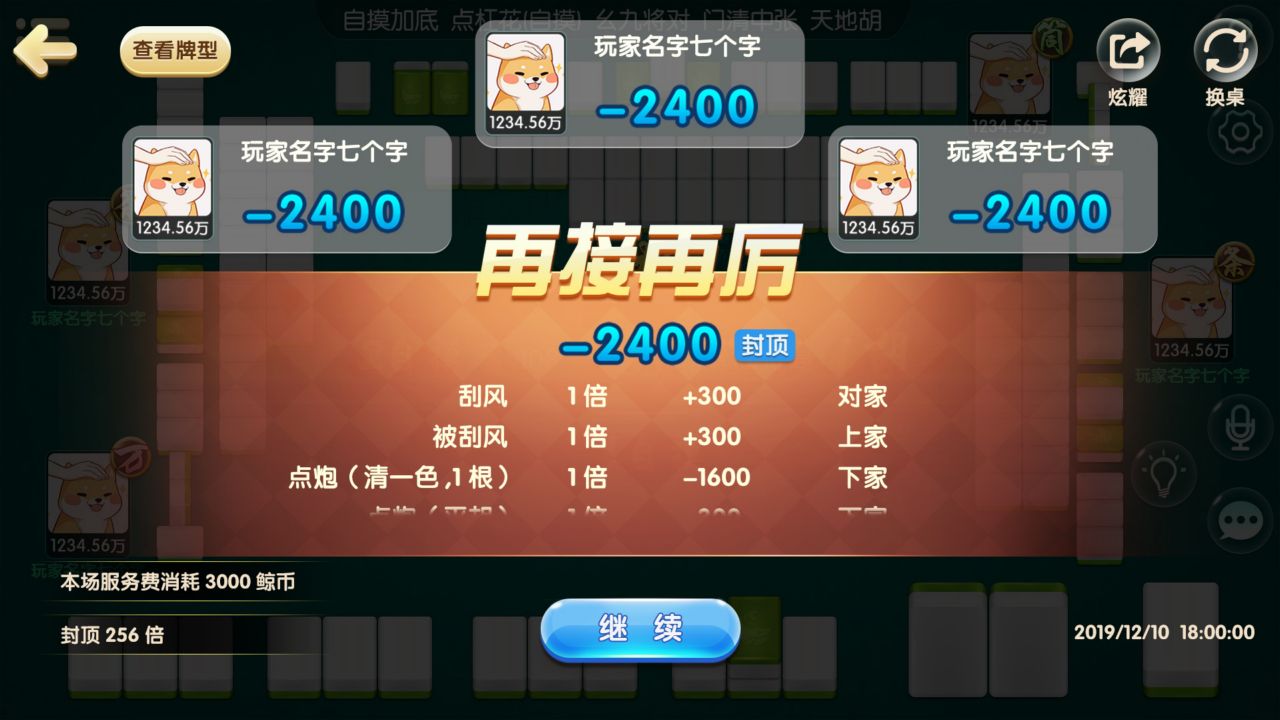 自摸加底 点杠花(自摸) 幺九将对 门清中张 天地胡
查看牌型
玩家名字七个字
1234.56万
-2400
炫耀
换桌
筒
1234.56万
玩家名字七个字
1234.56万
-2400
玩家名字七个字
1234.56万
-2400
再接再厉
1234.56万
玩家名字七个字
条
1234.56万
玩家名字七个字
-2400 封顶
刮风 1倍 +300 对家
被刮风 1倍 +300 上家
点炮(清一色,1根) 1倍 -1600 下家
万
1234.56万
本场服务费消耗 3000 鲸币
封顶 256 倍
继 续
2019/12/10 18:00:00